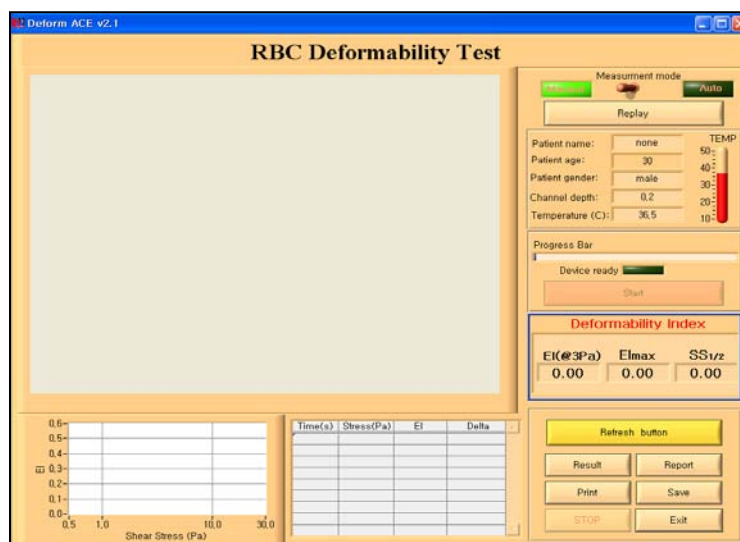 Deform ACE v2.1
RBC Deformability Test
Measurment mode
Auto
Replay
Patient name: none
Patient age: 30
Patient gender: male
Channel depth: 0.2
Temperature (C): 36.5
TEMP
50
40
30
20
10
Progress Bar
Device ready
Start
Deformability Index
EI(@3Pa) EImax SS1/2
0.00 0.00 0.00
Refresh button
Result Report
Print Save
STOP Exit
0.6
0.5
0.4
0.3
0.2
0.1
0.0
EI
0.5 1.0 10.0 30.0
Shear Stress (Pa)
Time(s) Stress(Pa) EI Delta